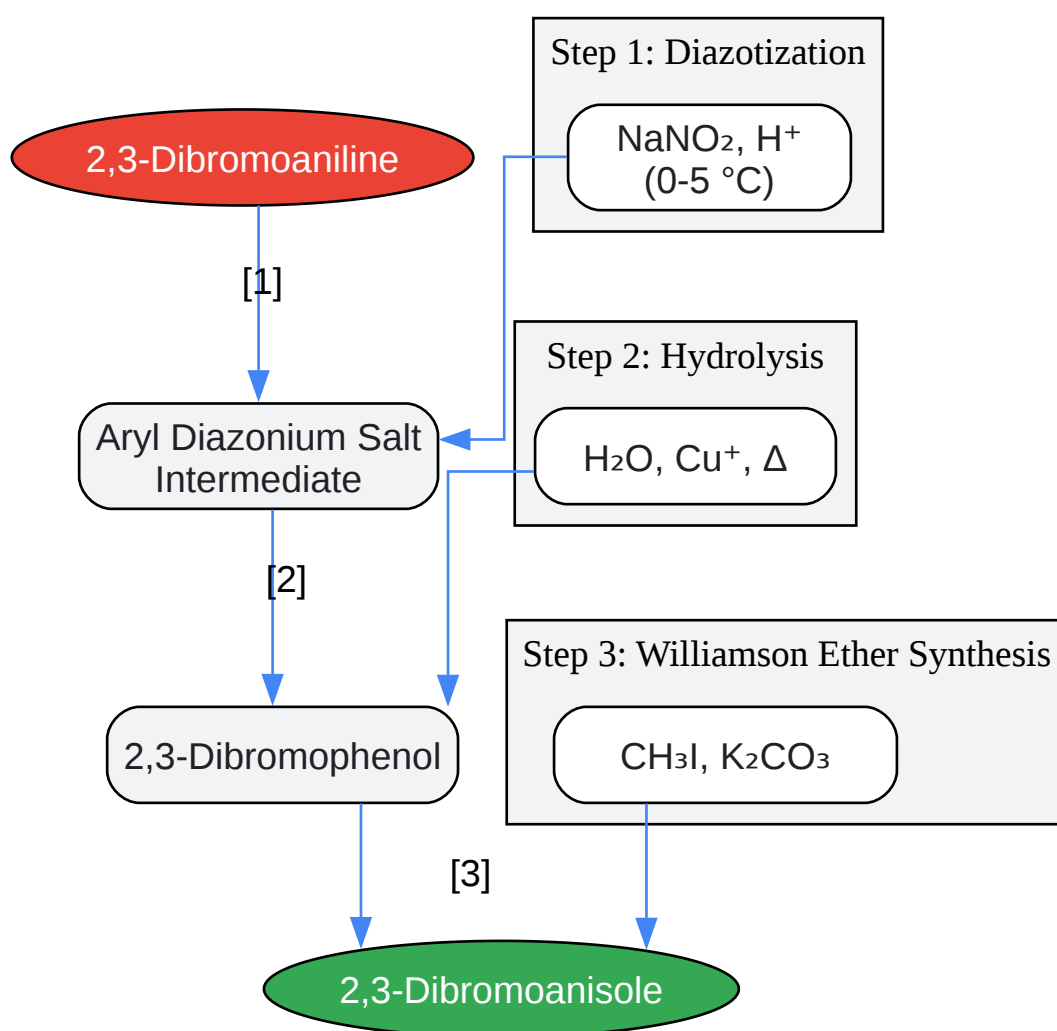 Step 1: Diazotization
NaNO₂, H⁺
(0-5 °C)
2,3-Dibromoaniline
[1]
Step 2: Hydrolysis
H₂O, Cu⁺, Δ
Aryl Diazonium Salt
Intermediate
[2]
Step 3: Williamson Ether Synthesis
CH₃I, K₂CO₃
2,3-Dibromophenol
[3]
2,3-Dibromoanisole